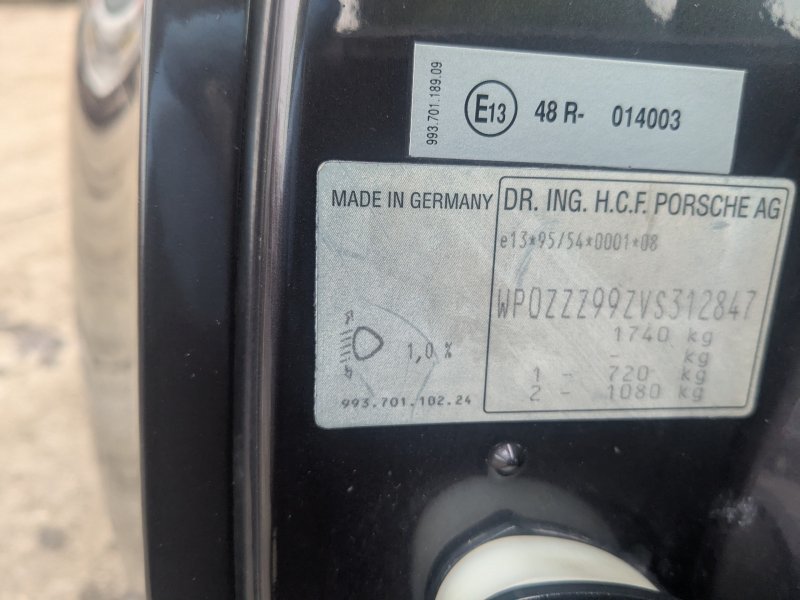 993.701.189.09
E13 48 R- 014003
MADE IN GERMANY
DR. ING. H.C.F. PORSCHE AG
e13*95/54*0001*08
WP0ZZZ99ZVS312847
1740 kg
- kg
1 - 720 kg
2 - 1080 kg
1,0 %
993.701.102.24